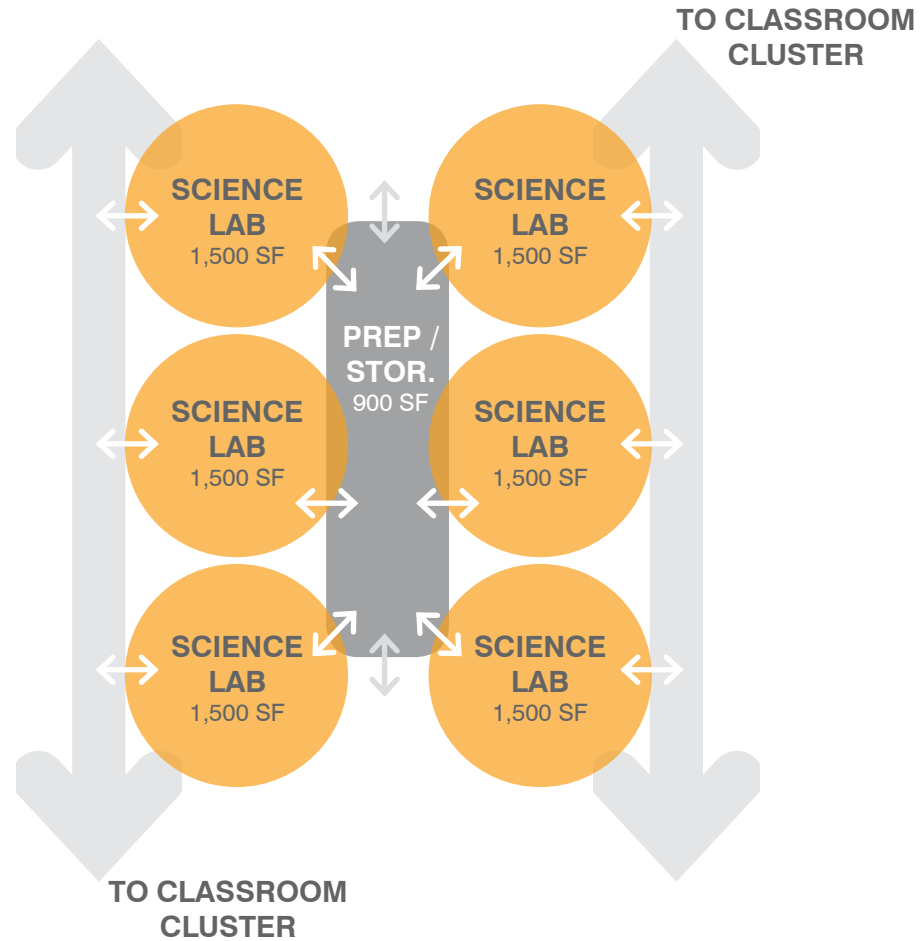 TO CLASSROOM
CLUSTER
SCIENCE
LAB
1,500 SF
SCIENCE
LAB
1,500 SF
PREP /
STOR.
900 SF
SCIENCE
LAB
1,500 SF
SCIENCE
LAB
1,500 SF
SCIENCE
LAB
1,500 SF
SCIENCE
LAB
1,500 SF
TO CLASSROOM
CLUSTER